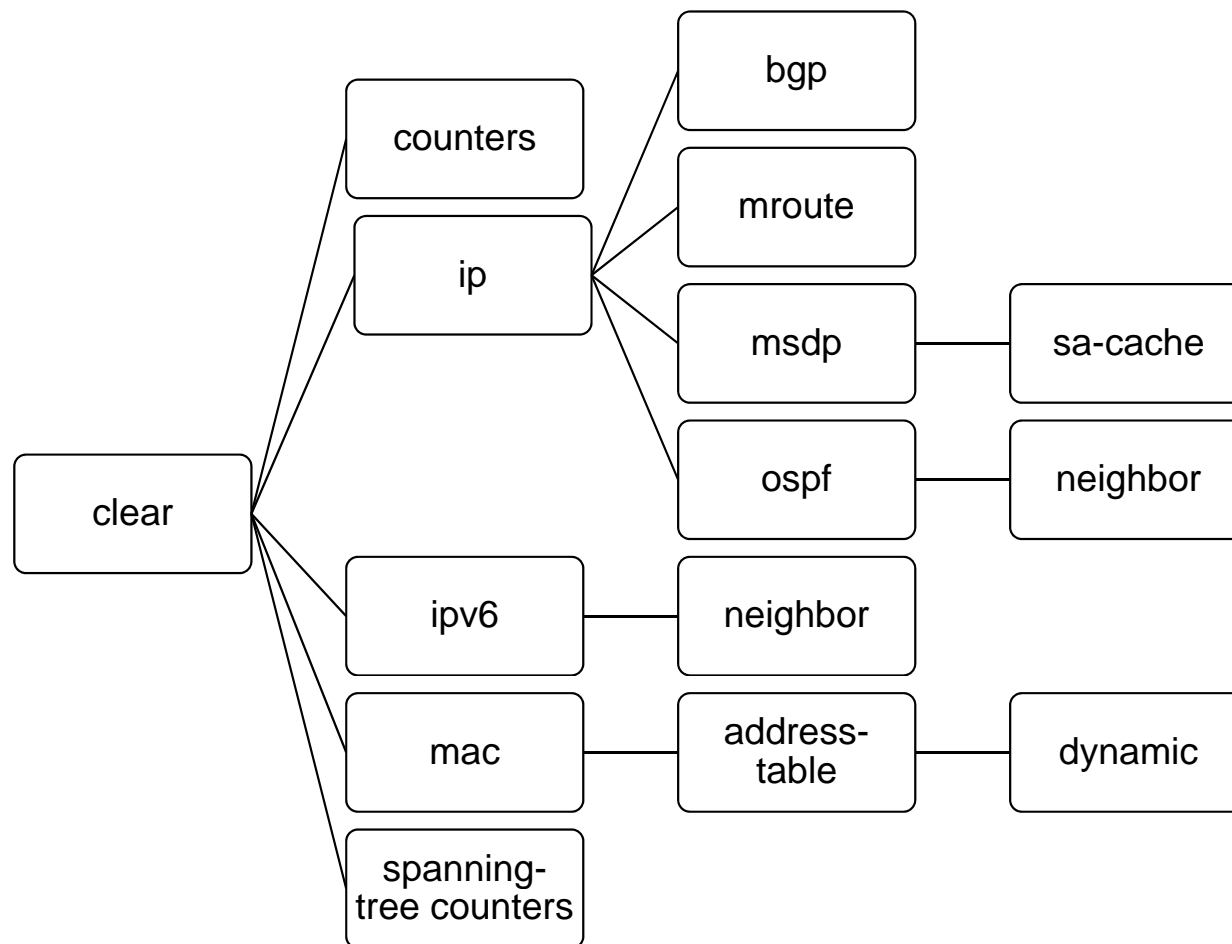 bgp
counters
mroute
ip
msdp
sa-cache
clear
ospf
neighbor
ipv6
neighbor
mac
address-
table
dynamic
spanning-
tree counters